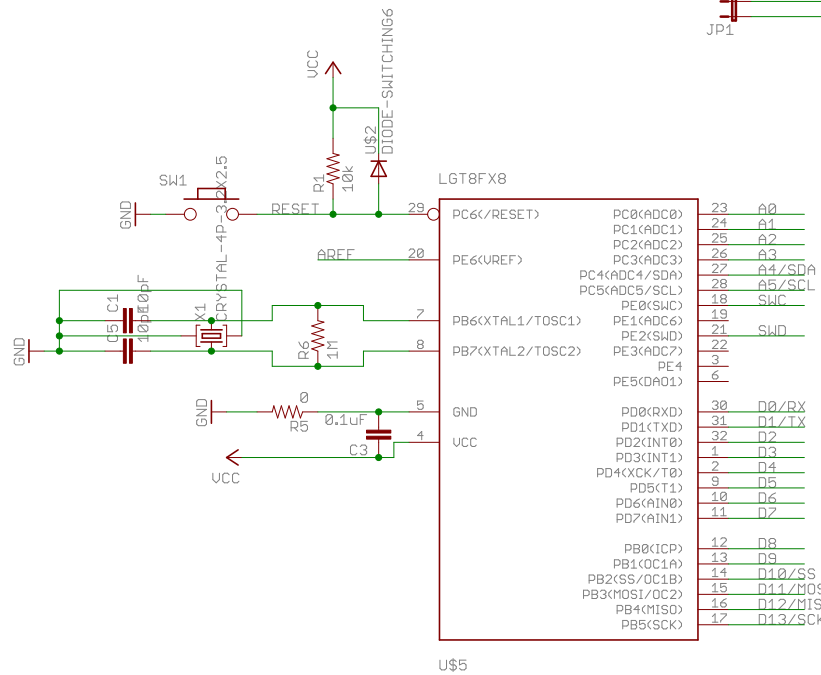 JP1
VCC
DIODE-SWITCHING6
U$2
R1
10k
LGT8FX8
SW1
CRYSTAL-4P-3.2X2.5
GND
RESET
29
PC6(/RESET)
AREF
20
PE6(VREF)
C1
10pF
C5
10pF
X1
GND
R6
1M
7
PB6(XTAL1/TOSC1)
8
PB7(XTAL2/TOSC2)
GND
0
R5
0.1uF
C3
5
GND
4
VCC
VCC
PC0(ADC0) 23 A0
PC1(ADC1) 24 A1
PC2(ADC2) 25 A2
PC3(ADC3) 26 A3
PC4(ADC4/SDA) 27 A4/SDA
PC5(ADC5/SCL) 28 A5/SCL
PE0(SWC) 18 SWC
PE1(ADC6) 19
PE2(SWD) 21 SWD
PE3(ADC7) 22
PE4 3
PE5(DAO1) 6
PD0(RXD) 30 D0/RX
PD1(TXD) 31 D1/TX
PD2(INT0) 32 D2
PD3(INT1) 1 D3
PD4(XCK/T0) 2 D4
PD5(T1) 9 D5
PD6(AIN0) 10 D6
PD7(AIN1) 11 D7
PB0(ICP) 12 D8
PB1(OC1A) 13 D9
PB2(SS/OC1B) 14 D10/SS
PB3(MOSI/OC2) 15 D11/MOS
PB4(MISO) 16 D12/MIS
PB5(SCK) 17 D13/SCK
U$5